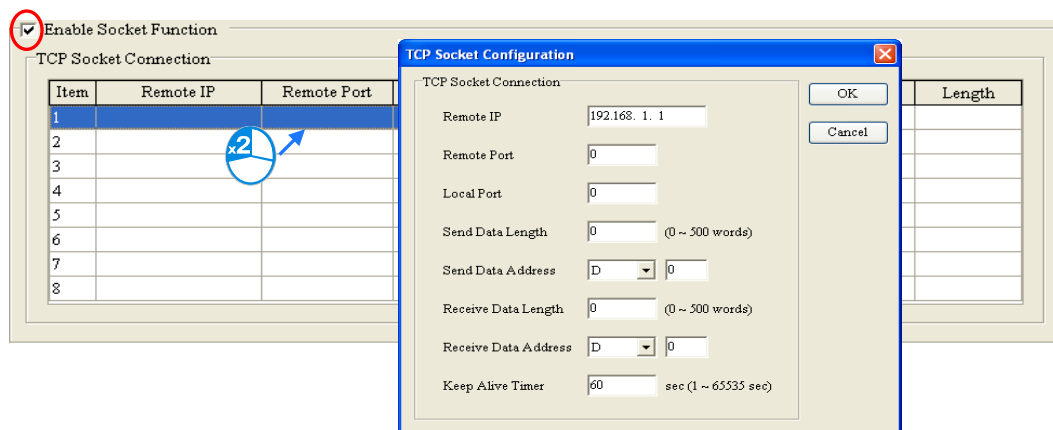 Enable Socket Function
TCP Socket Connection
Item Remote IP Remote Port Length
1
2
3
4
5
6
7
8
x2
TCP Socket Configuration
TCP Socket Connection
OK
Cancel
Remote IP 192.168. 1. 1
Remote Port 0
Local Port 0
Send Data Length 0 (0 ~ 500 words)
Send Data Address D 0
Receive Data Length 0 (0 ~ 500 words)
Receive Data Address D 0
Keep Alive Timer 60 sec (1 ~ 65535 sec)